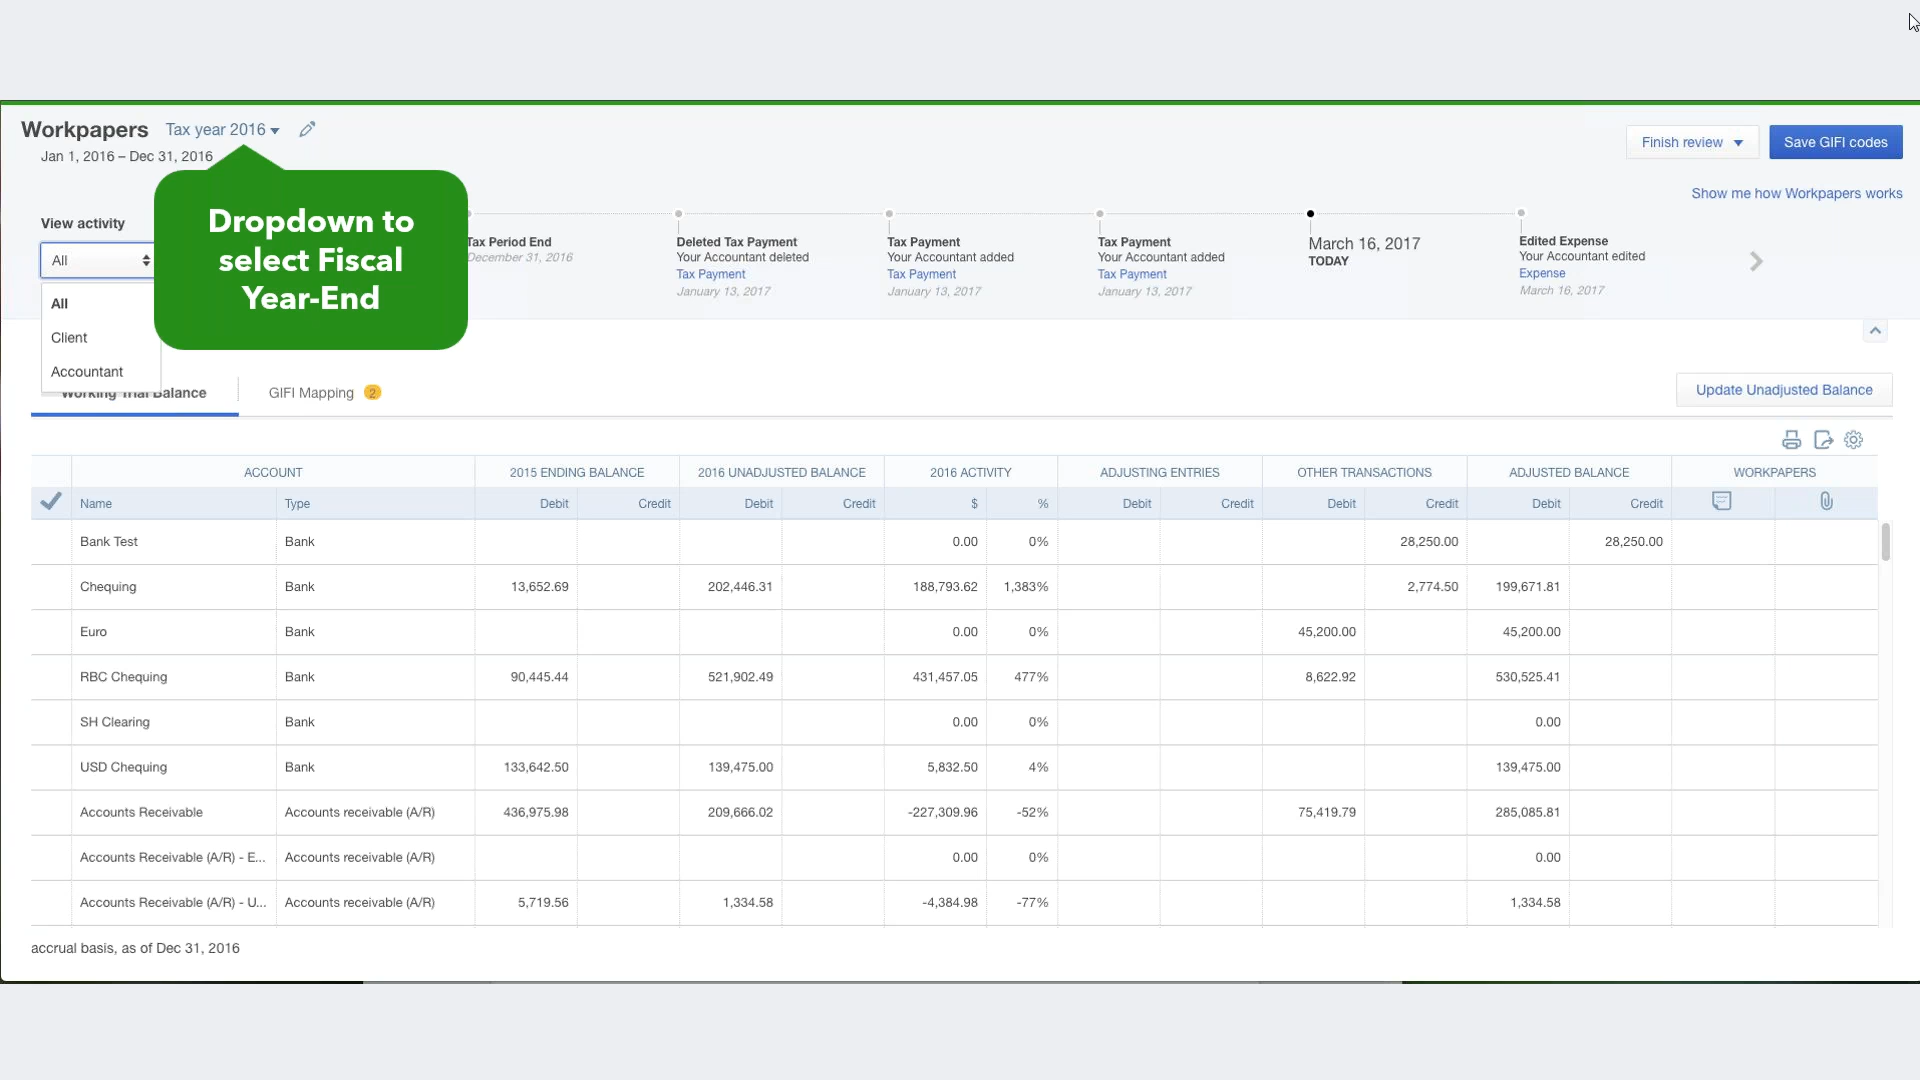 Workpapers Tax year 2016
Jan 1, 2016 – Dec 31, 2016
Finish review
Save GIFI codes
Show me how Workpapers works
Dropdown to
select Fiscal
Year-End
View activity
All
All
Client
Accountant
Tax Period End
December 31, 2016
Deleted Tax Payment
Your Accountant deleted
Tax Payment
January 13, 2017
Tax Payment
Your Accountant added
Tax Payment
January 13, 2017
Tax Payment
Your Accountant added
Tax Payment
January 13, 2017
March 16, 2017
TODAY
Edited Expense
Your Accountant edited
Expense
March 16, 2017
Working Trial Balance
GIFI Mapping 2
Update Unadjusted Balance
ACCOUNT 2015 ENDING BALANCE 2016 UNADJUSTED BALANCE 2016 ACTIVITY ADJUSTING ENTRIES OTHER TRANSACTIONS ADJUSTED BALANCE WORKPAPERS
Name Type Debit Credit Debit Credit $ % Debit Credit Debit Credit Debit Credit
Bank Test Bank 0.00 0% 28,250.00 28,250.00
Chequing Bank 13,652.69 202,446.31 188,793.62 1,383% 2,774.50 199,671.81
Euro Bank 0.00 0% 45,200.00 45,200.00
RBC Chequing Bank 90,445.44 521,902.49 431,457.05 477% 8,622.92 530,525.41
SH Clearing Bank 0.00 0% 0.00
USD Chequing Bank 133,642.50 139,475.00 5,832.50 4% 139,475.00
Accounts Receivable Accounts receivable (A/R) 436,975.98 209,666.02 -227,309.96 -52% 75,419.79 285,085.81
Accounts Receivable (A/R) - E... Accounts receivable (A/R) 0.00 0% 0.00
Accounts Receivable (A/R) - U... Accounts receivable (A/R) 5,719.56 1,334.58 -4,384.98 -77% 1,334.58
accrual basis, as of Dec 31, 2016